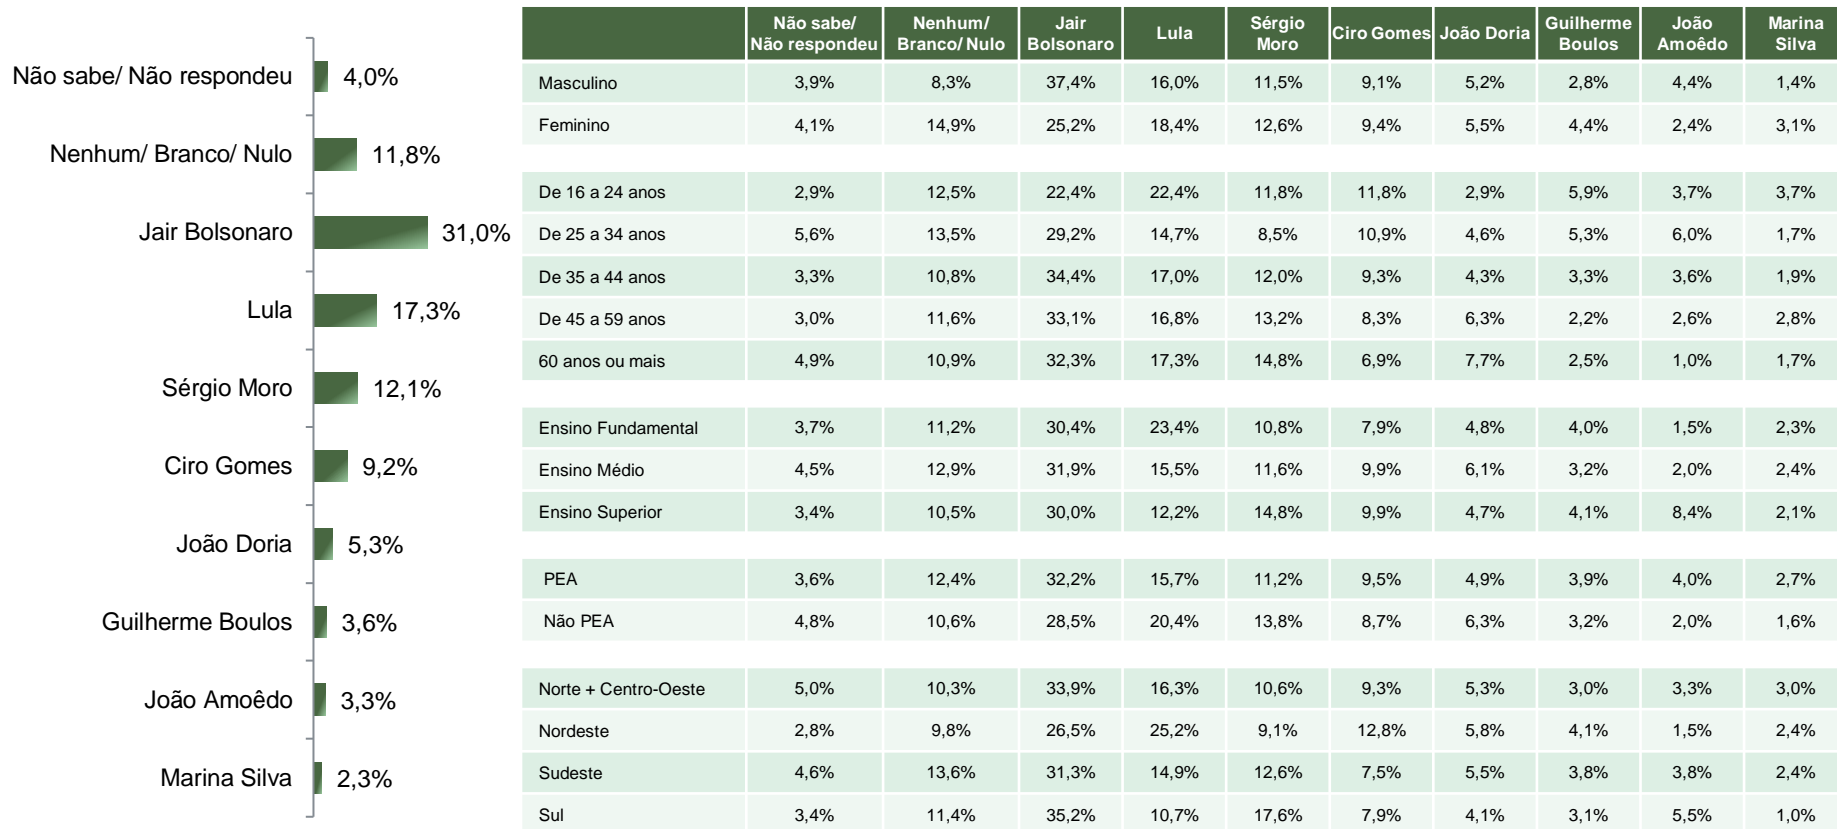 Não sabe/ Não respondeu 4,0%
Nenhum/ Branco/ Nulo 11,8%
Jair Bolsonaro 31,0%
Lula 17,3%
Sérgio Moro 12,1%
Ciro Gomes 9,2%
João Doria 5,3%
Guilherme Boulos 3,6%
João Amoêdo 3,3%
Marina Silva 2,3%
Não sabe/ Não respondeu Nenhum/ Branco/ Nulo Jair Bolsonaro Lula Sérgio Moro Ciro Gomes João Doria Guilherme Boulos João Amoêdo Marina Silva
Masculino 3,9% 8,3% 37,4% 16,0% 11,5% 9,1% 5,2% 2,8% 4,4% 1,4%
Feminino 4,1% 14,9% 25,2% 18,4% 12,6% 9,4% 5,5% 4,4% 2,4% 3,1%
De 16 a 24 anos 2,9% 12,5% 22,4% 22,4% 11,8% 11,8% 2,9% 5,9% 3,7% 3,7%
De 25 a 34 anos 5,6% 13,5% 29,2% 14,7% 8,5% 10,9% 4,6% 5,3% 6,0% 1,7%
De 35 a 44 anos 3,3% 10,8% 34,4% 17,0% 12,0% 9,3% 4,3% 3,3% 3,6% 1,9%
De 45 a 59 anos 3,0% 11,6% 33,1% 16,8% 13,2% 8,3% 6,3% 2,2% 2,6% 2,8%
60 anos ou mais 4,9% 10,9% 32,3% 17,3% 14,8% 6,9% 7,7% 2,5% 1,0% 1,7%
Ensino Fundamental 3,7% 11,2% 30,4% 23,4% 10,8% 7,9% 4,8% 4,0% 1,5% 2,3%
Ensino Médio 4,5% 12,9% 31,9% 15,5% 11,6% 9,9% 6,1% 3,2% 2,0% 2,4%
Ensino Superior 3,4% 10,5% 30,0% 12,2% 14,8% 9,9% 4,7% 4,1% 8,4% 2,1%
PEA 3,6% 12,4% 32,2% 15,7% 11,2% 9,5% 4,9% 3,9% 4,0% 2,7%
Não PEA 4,8% 10,6% 28,5% 20,4% 13,8% 8,7% 6,3% 3,2% 2,0% 1,6%
Norte + Centro-Oeste 5,0% 10,3% 33,9% 16,3% 10,6% 9,3% 5,3% 3,0% 3,3% 3,0%
Nordeste 2,8% 9,8% 26,5% 25,2% 9,1% 12,8% 5,8% 4,1% 1,5% 2,4%
Sudeste 4,6% 13,6% 31,3% 14,9% 12,6% 7,5% 5,5% 3,8% 3,8% 2,4%
Sul 3,4% 11,4% 35,2% 10,7% 17,6% 7,9% 4,1% 3,1% 5,5% 1,0%